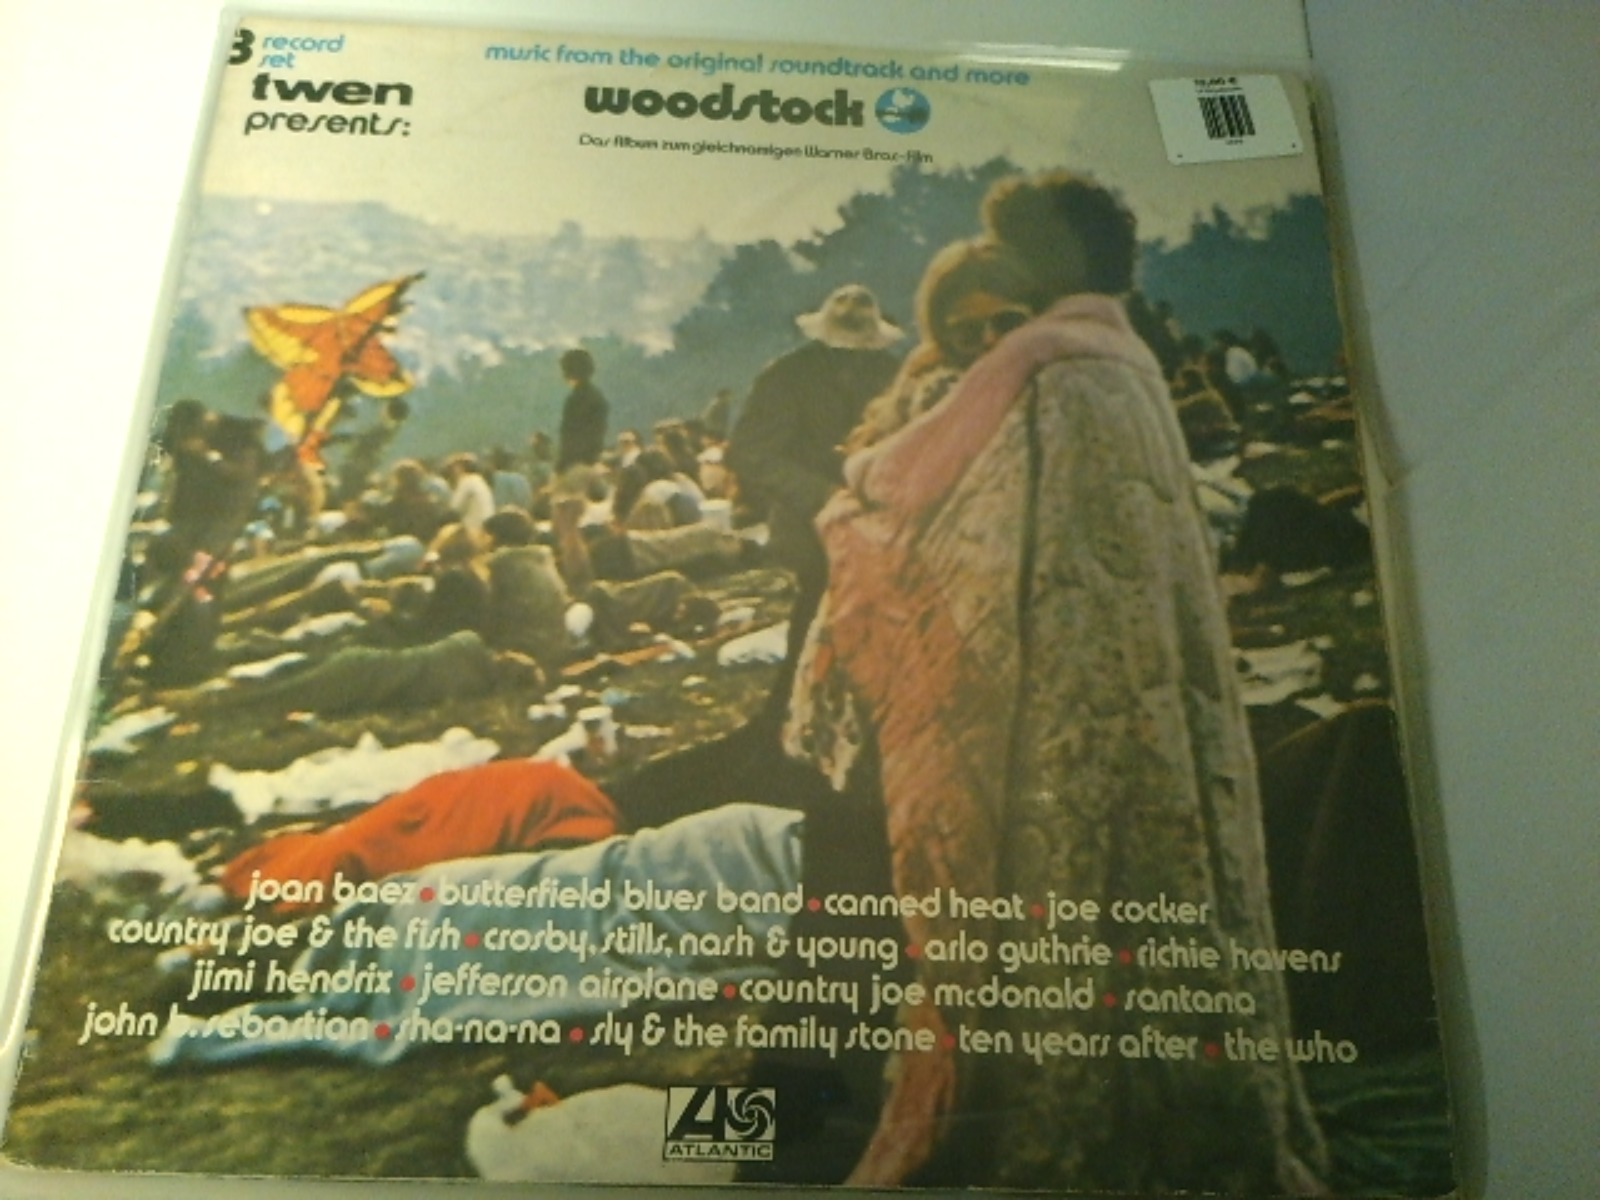 3 record
set
twen
presents:
music from the original soundtrack and more
woodstock
Das Album zum gleichnamigen Warner Bros.-Film
joan baez • butterfield blues band • canned heat • joe cocker
country joe & the fish • crosby, stills, nash & young • arlo guthrie • richie havens
jimi hendrix • jefferson airplane • country joe mcdonald • santana
john b. sebastian • sha-na-na • sly & the family stone • ten years after • the who
ATLANTIC